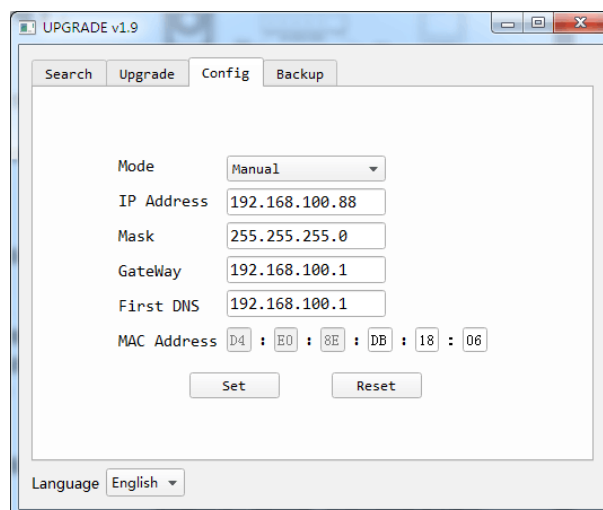 UPGRADE v1.9
Search Upgrade Config Backup
Mode Manual
IP Address 192.168.100.88
Mask 255.255.255.0
GateWay 192.168.100.1
First DNS 192.168.100.1
MAC Address D4 : E0 : 8E : DB : 18 : 06
Set Reset
Language English